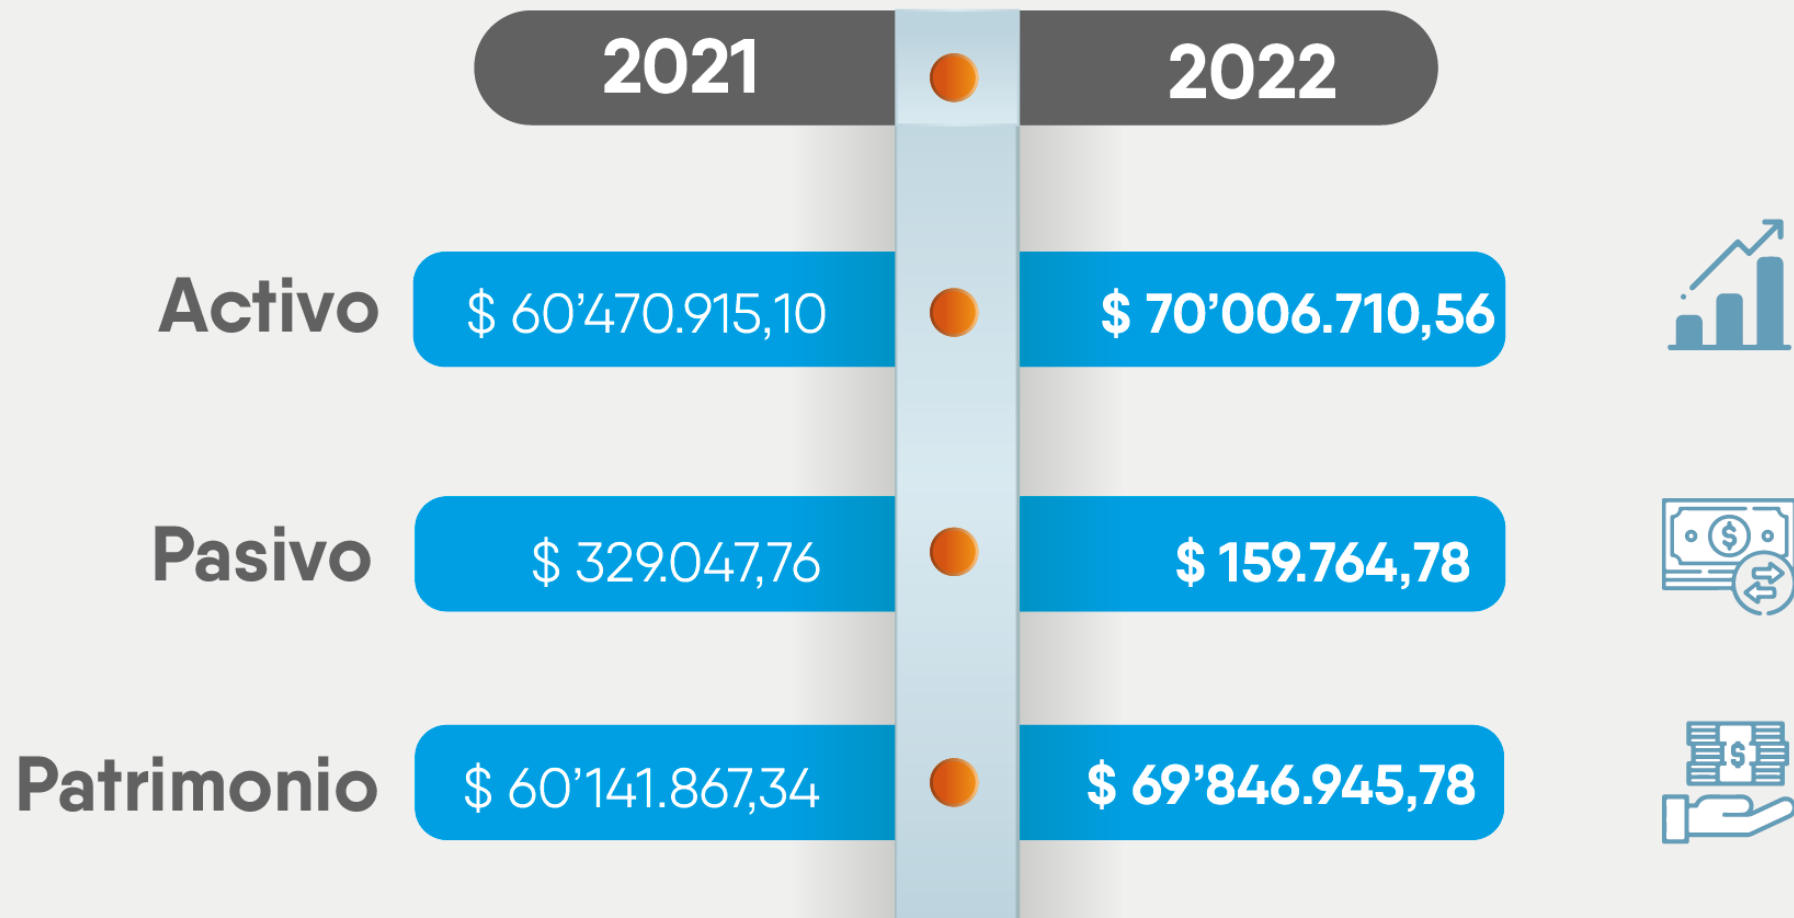 2021 2022
Activo $ 60’470.915,10 $ 70’006.710,56
Pasivo $ 329.047,76 $ 159.764,78
Patrimonio $ 60’141.867,34 $ 69’846.945,78